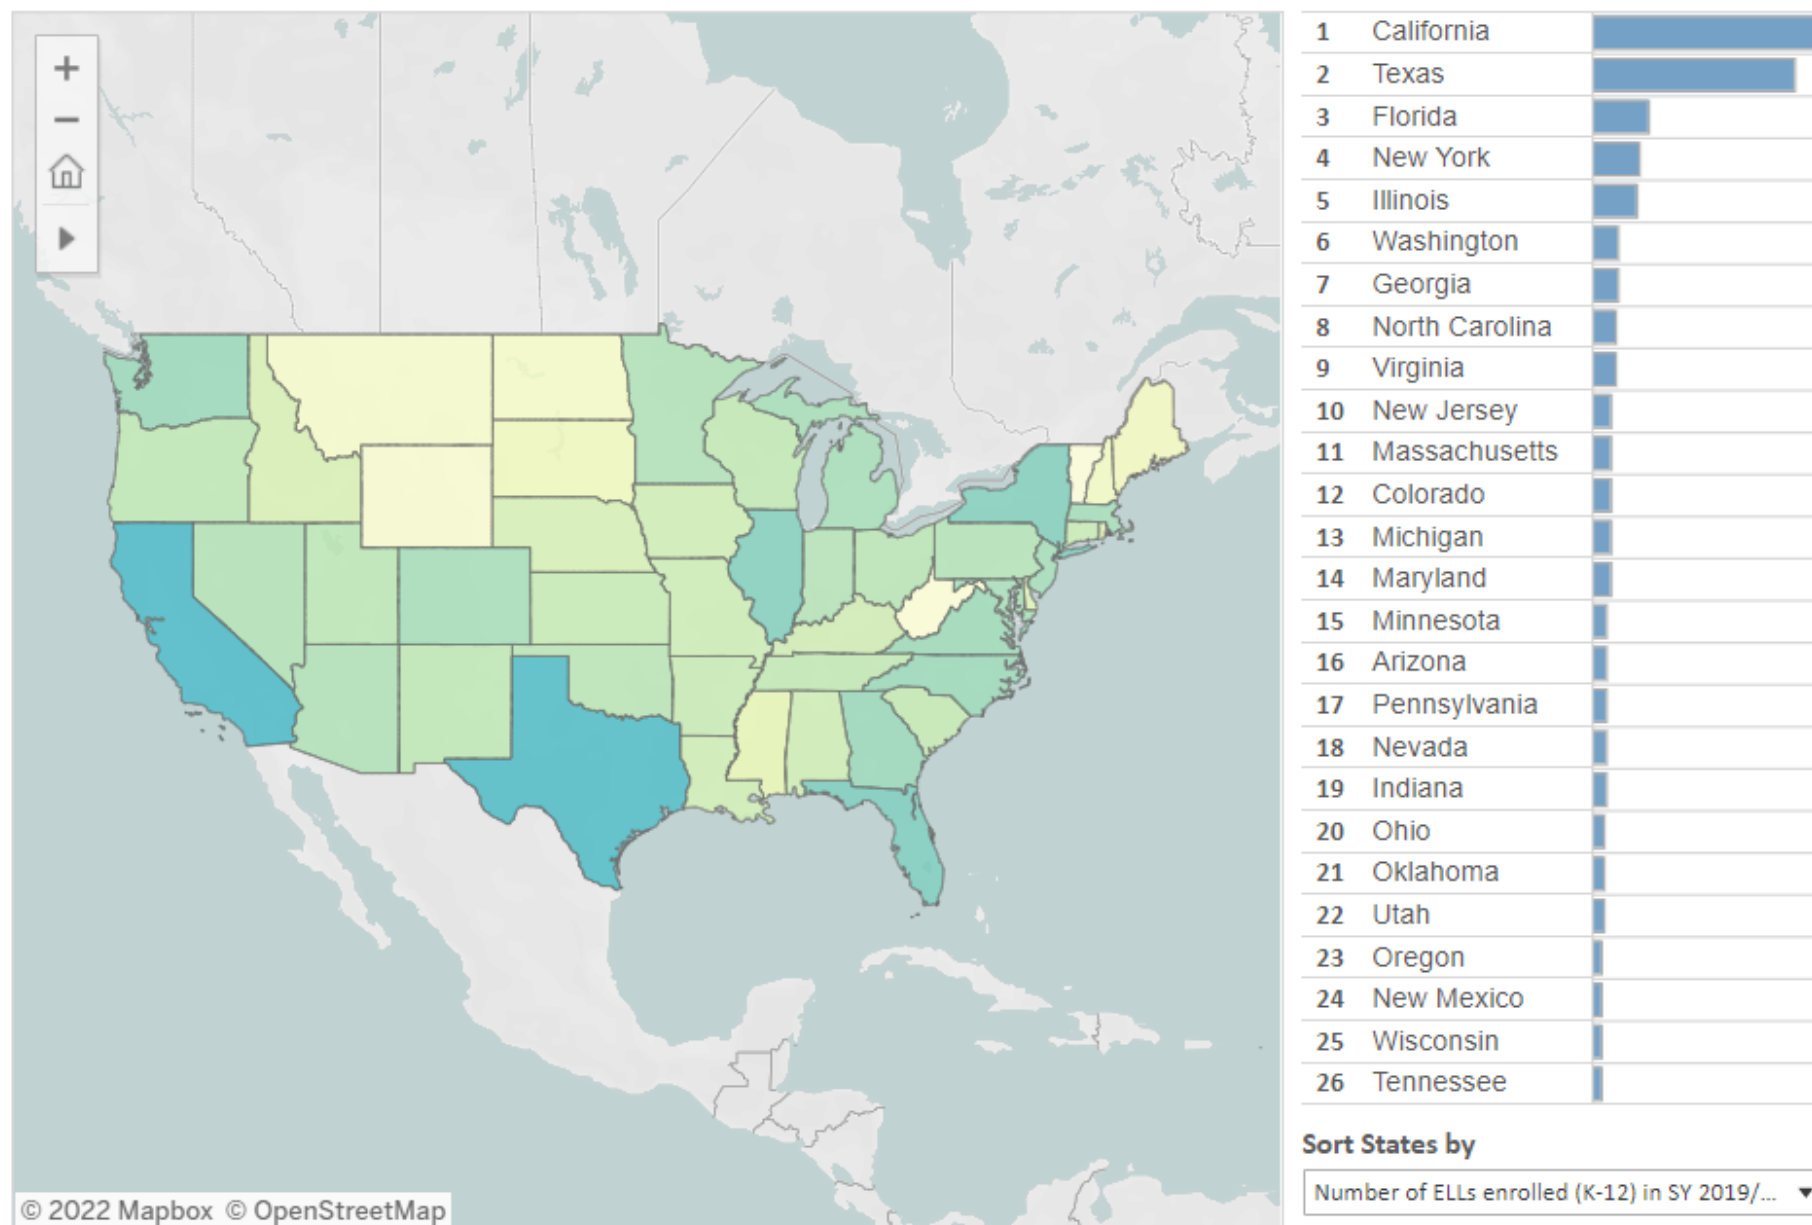 +
−
1 California
2 Texas
3 Florida
4 New York
5 Illinois
6 Washington
7 Georgia
8 North Carolina
9 Virginia
10 New Jersey
11 Massachusetts
12 Colorado
13 Michigan
14 Maryland
15 Minnesota
16 Arizona
17 Pennsylvania
18 Nevada
19 Indiana
20 Ohio
21 Oklahoma
22 Utah
23 Oregon
24 New Mexico
25 Wisconsin
26 Tennessee
Sort States by
Number of ELLs enrolled (K-12) in SY 2019/...
© 2022 Mapbox © OpenStreetMap